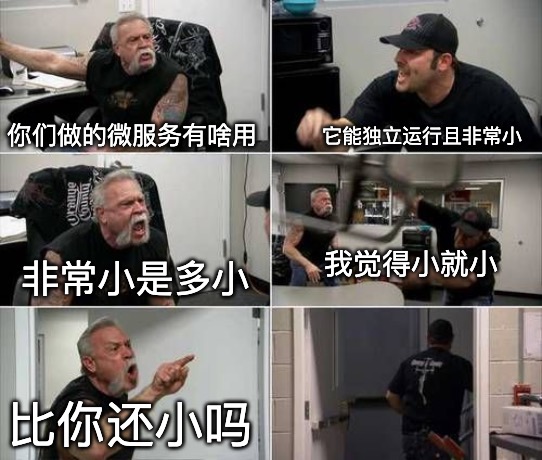 你们做的微服务有啥用
它能独立运行且非常小
非常小是多小
我觉得小就小
比你还小吗